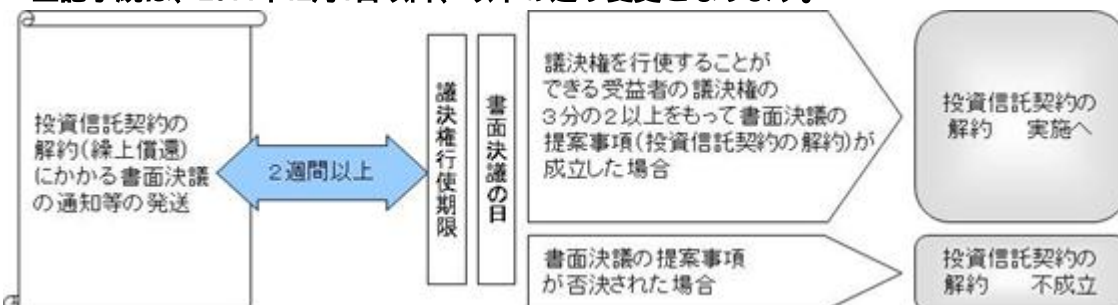 投資信託契約の
解約(繰上償還)
にかかる書面決議
の通知等の発送
2週間以上
議決権行使期限
書面決議の日
議決権を行使することが
できる受益者の議決権の
3分の2以上をもって書面決議の
提案事項(投資信託契約の解約)が
成立した場合
投資信託契約の
解約 実施へ
書面決議の提案事項
が否決された場合
投資信託契約の
解約 不成立